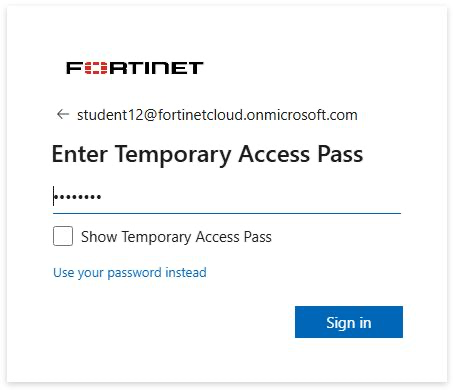 FORTINET
← student12@fortinetcloud.onmicrosoft.com
Enter Temporary Access Pass
••••••••
Show Temporary Access Pass
Use your password instead
Sign in